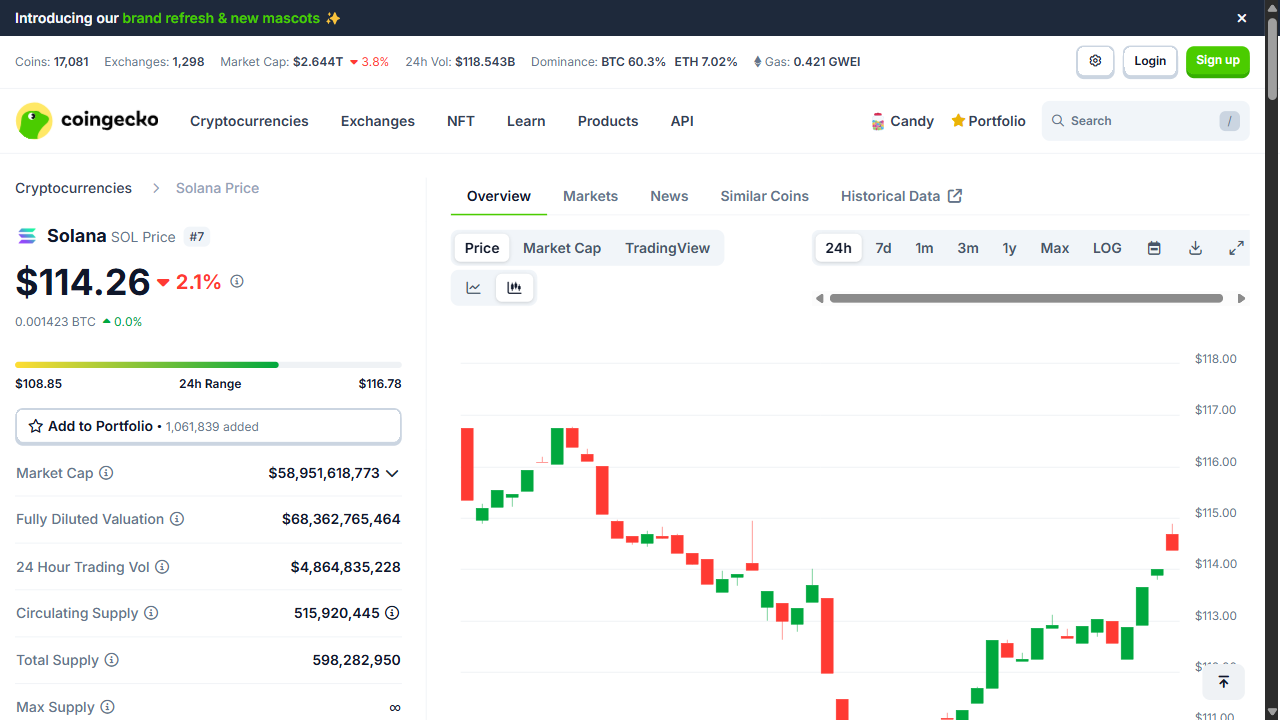 Introducing our brand refresh & new mascots ✨
Coins: 17,081 Exchanges: 1,298 Market Cap: $2.644T 3.8% 24h Vol: $118.543B Dominance: BTC 60.3% ETH 7.02% Gas: 0.421 GWEI
Login
Sign up
coingecko
Cryptocurrencies Exchanges NFT Learn Products API
Candy Portfolio Search /
Cryptocurrencies Solana Price
Solana SOL Price #7
$114.26 2.1%
0.001423 BTC 0.0%
$108.85 24h Range $116.78
Add to Portfolio • 1,061,839 added
Market Cap $58,951,618,773
Fully Diluted Valuation $68,362,765,464
24 Hour Trading Vol $4,864,835,228
Circulating Supply 515,920,445
Total Supply 598,282,950
Max Supply ∞
Overview Markets News Similar Coins Historical Data
Price Market Cap TradingView
24h 7d 1m 3m 1y Max LOG
$118.00
$117.00
$116.00
$115.00
$114.00
$113.00
$111.00